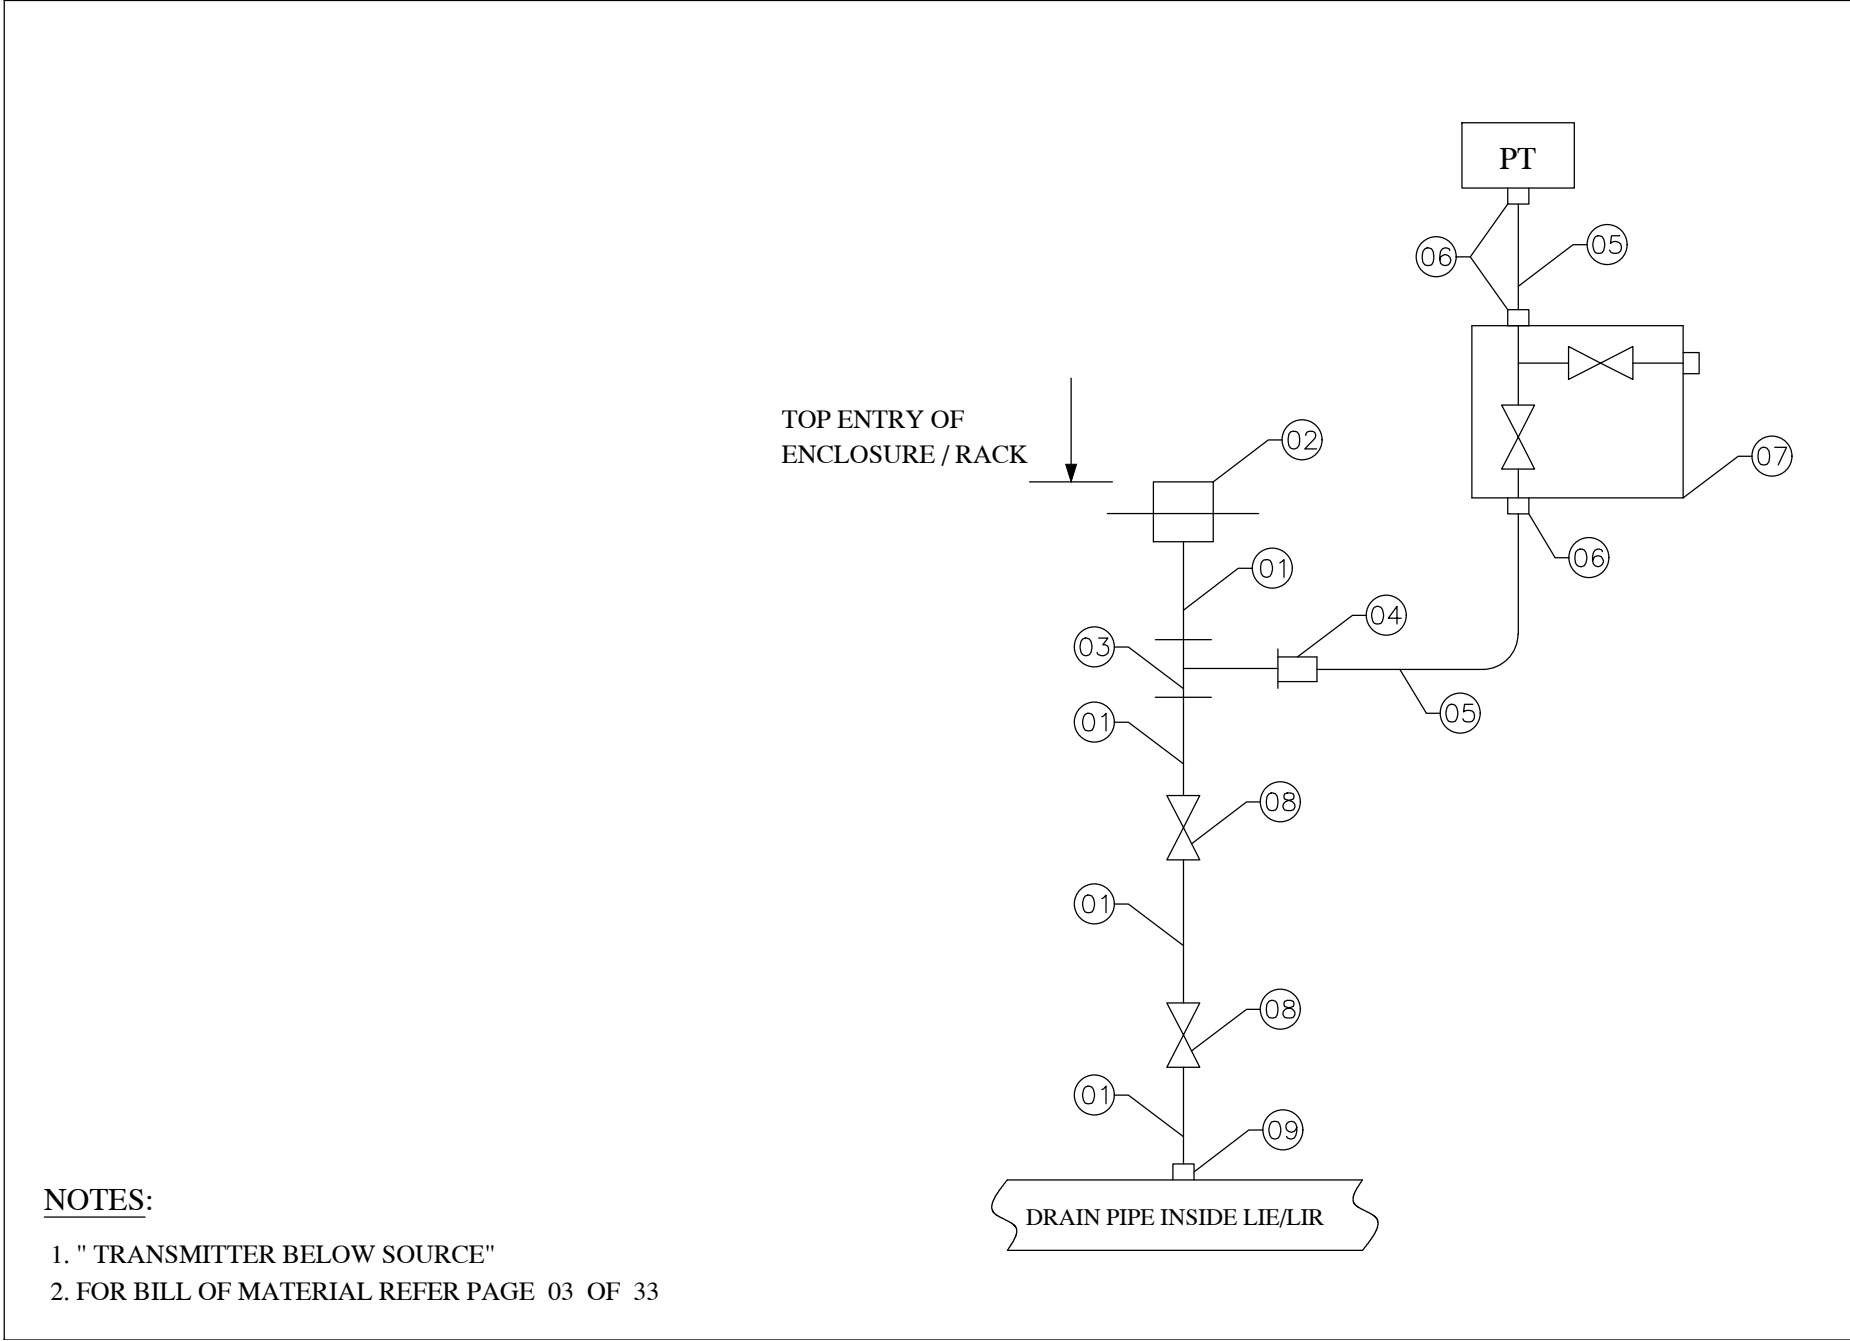 PT
06
05
TOP ENTRY OF
ENCLOSURE / RACK
02
07
06
01
04
03
05
01
08
01
08
01
09
DRAIN PIPE INSIDE LIE/LIR
NOTES:
1. " TRANSMITTER BELOW SOURCE"
2. FOR BILL OF MATERIAL REFER PAGE 03 OF 33